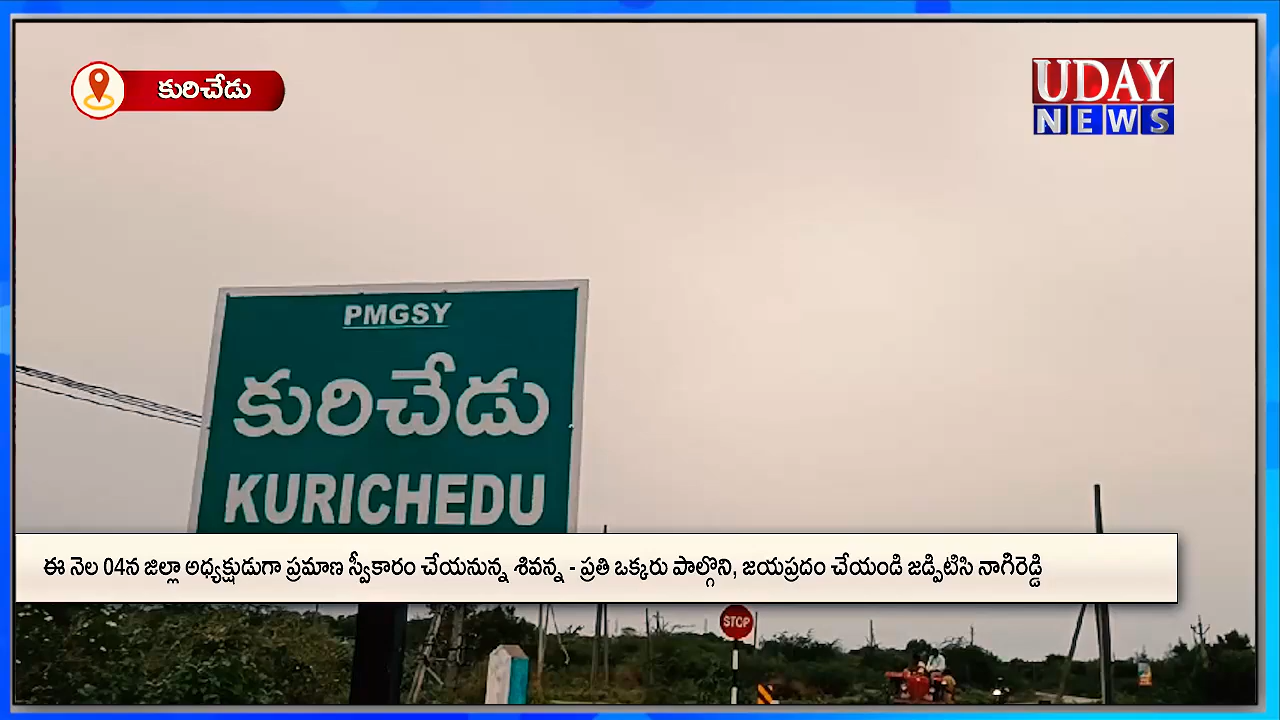 కురిచేడు
UDAY
NEWS
PMGSY
కురిచేడు
KURICHEDU
ఈ నెల 04న జిల్లా అధ్యక్షుడుగా ప్రమాణ స్వీకారం చేయనున్న శివన్న - ప్రతి ఒక్కరు పాల్గొని, జయప్రదం చేయండి జడ్పిటిసి నాగిరెడ్డి
STOP